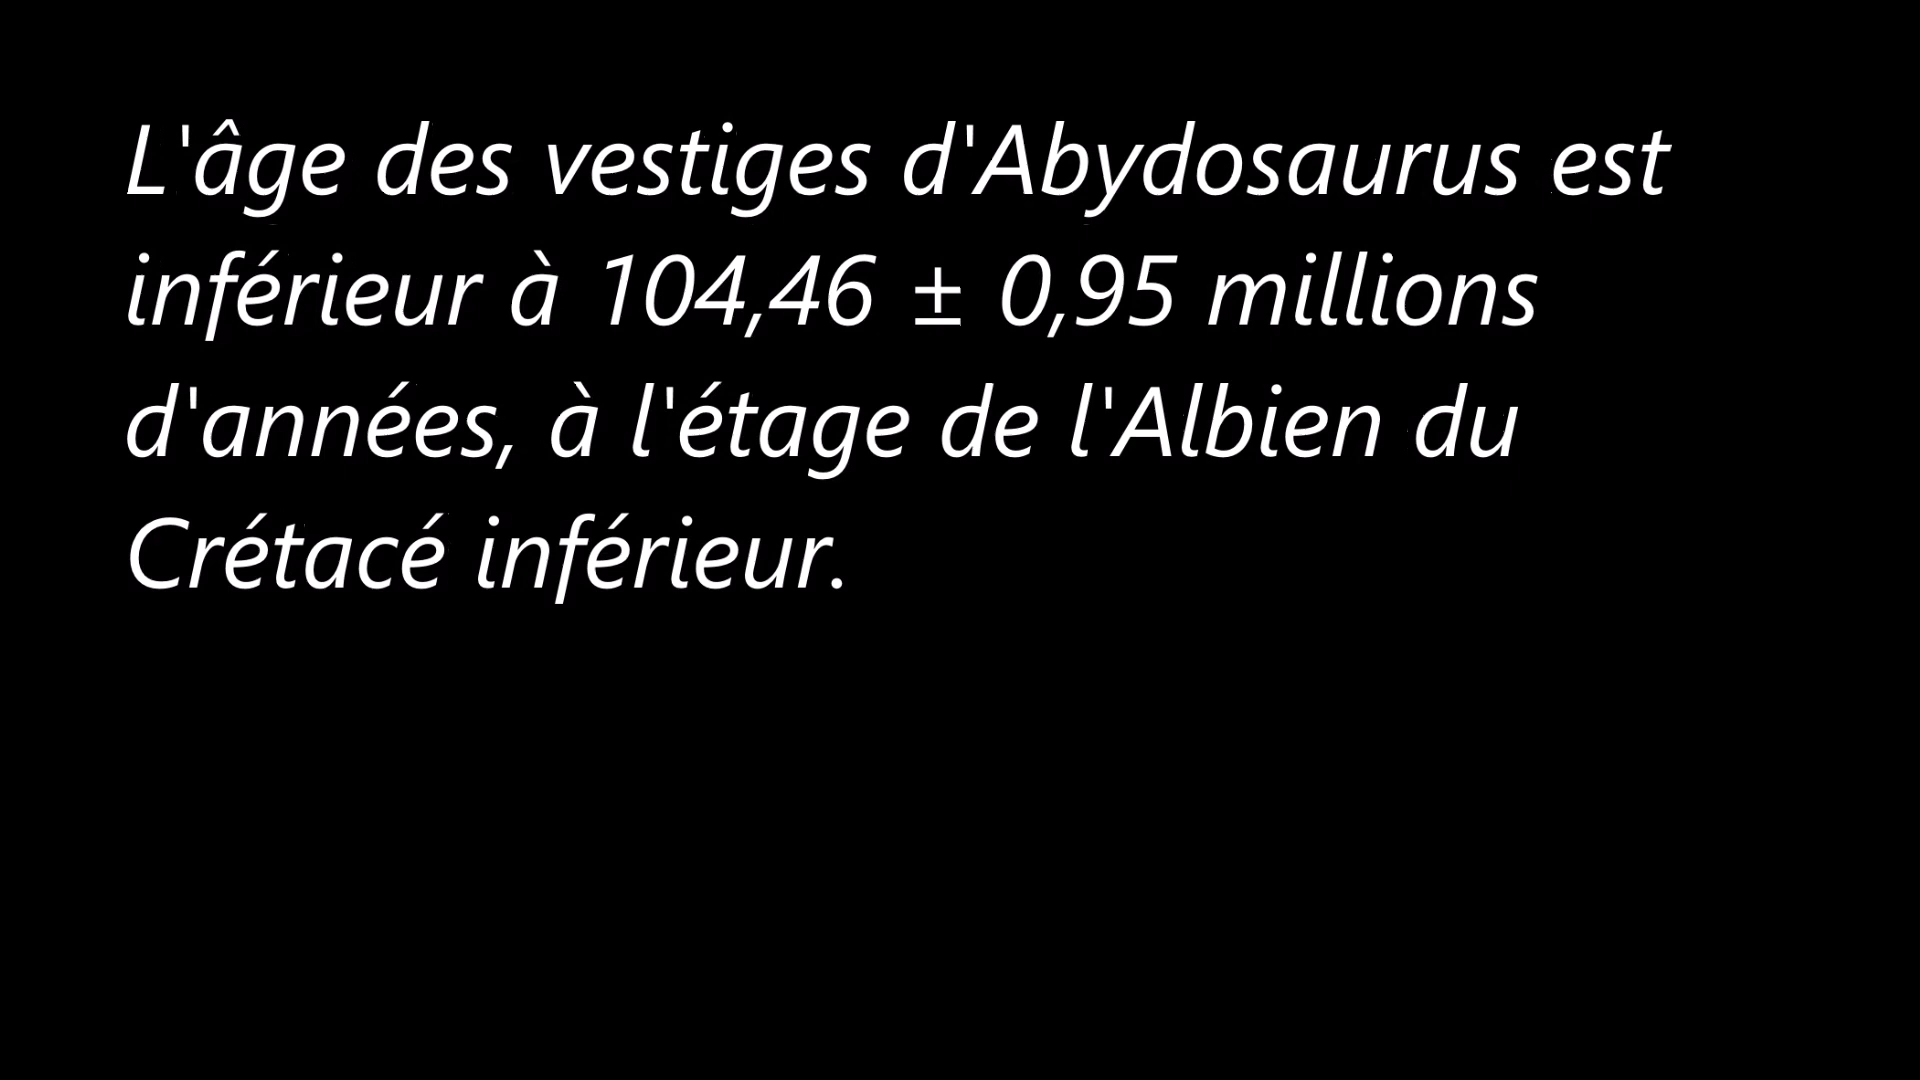 L'âge des vestiges d'Abydosaurus est
inférieur à 104,46 ± 0,95 millions
d'années, à l'étage de l'Albien du
Crétacé inférieur.